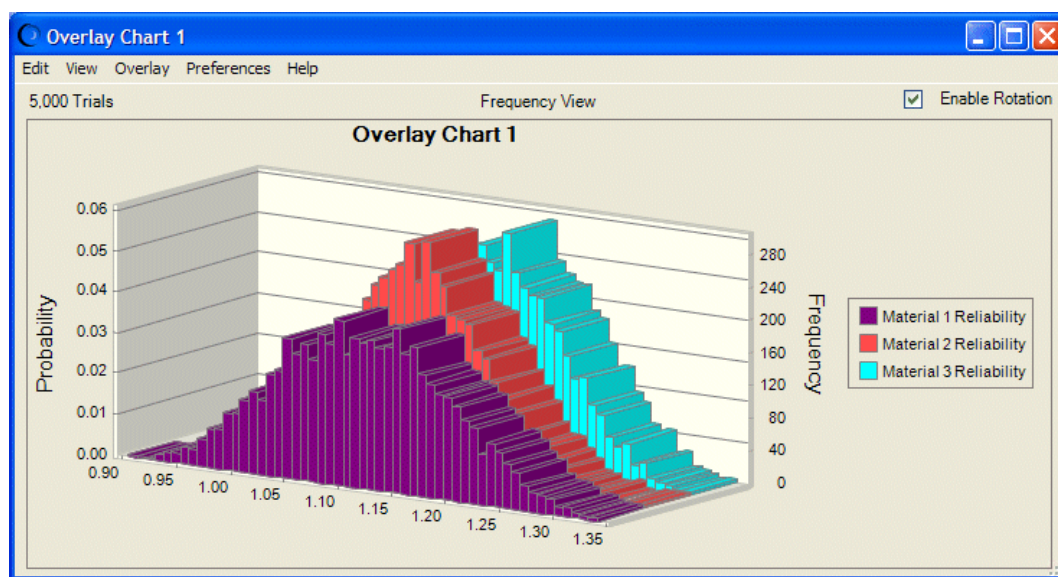 Overlay Chart 1
Edit View Overlay Preferences Help
5,000 Trials Frequency View Enable Rotation
Overlay Chart 1
Probability
0.06
0.05
0.04
0.03
0.02
0.01
0.00
0.90 0.95 1.00 1.05 1.10 1.15 1.20 1.25 1.30 1.35
280
240
200
160
120
80
40
0
Frequency
Material 1 Reliability
Material 2 Reliability
Material 3 Reliability